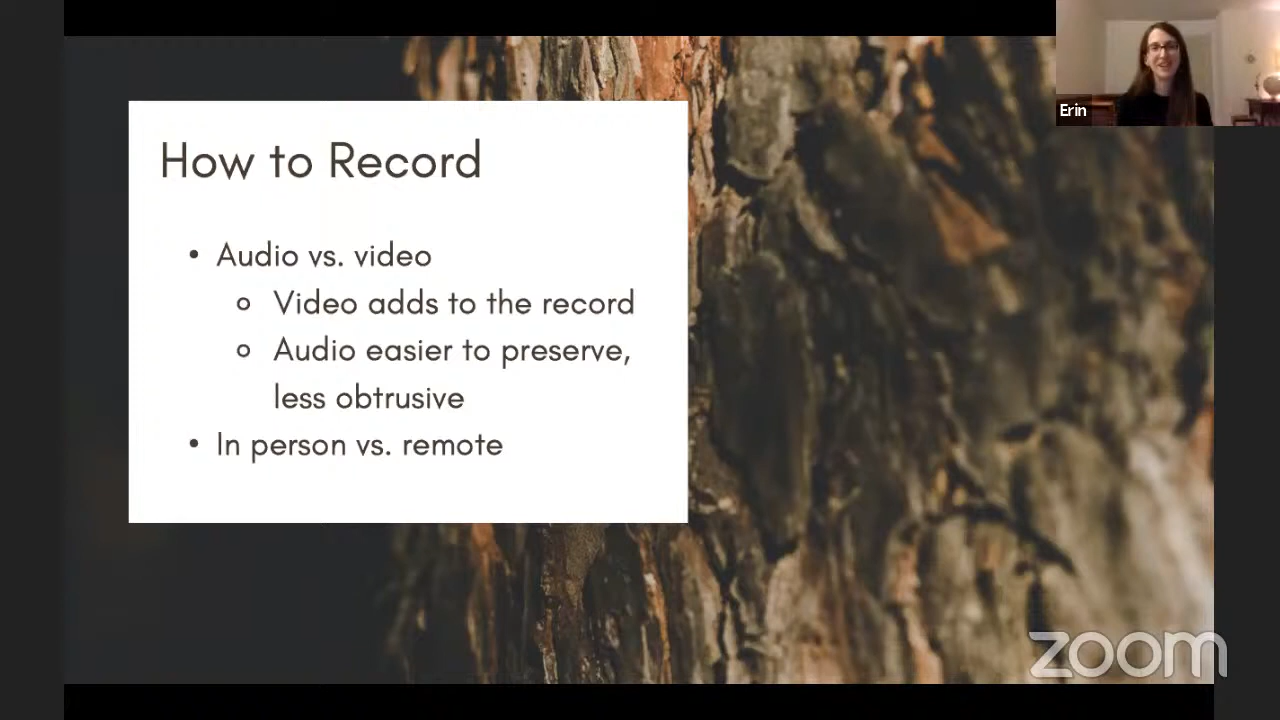 How to Record
• Audio vs. video
○ Video adds to the record
○ Audio easier to preserve,
less obtrusive
• In person vs. remote
Erin
zoom